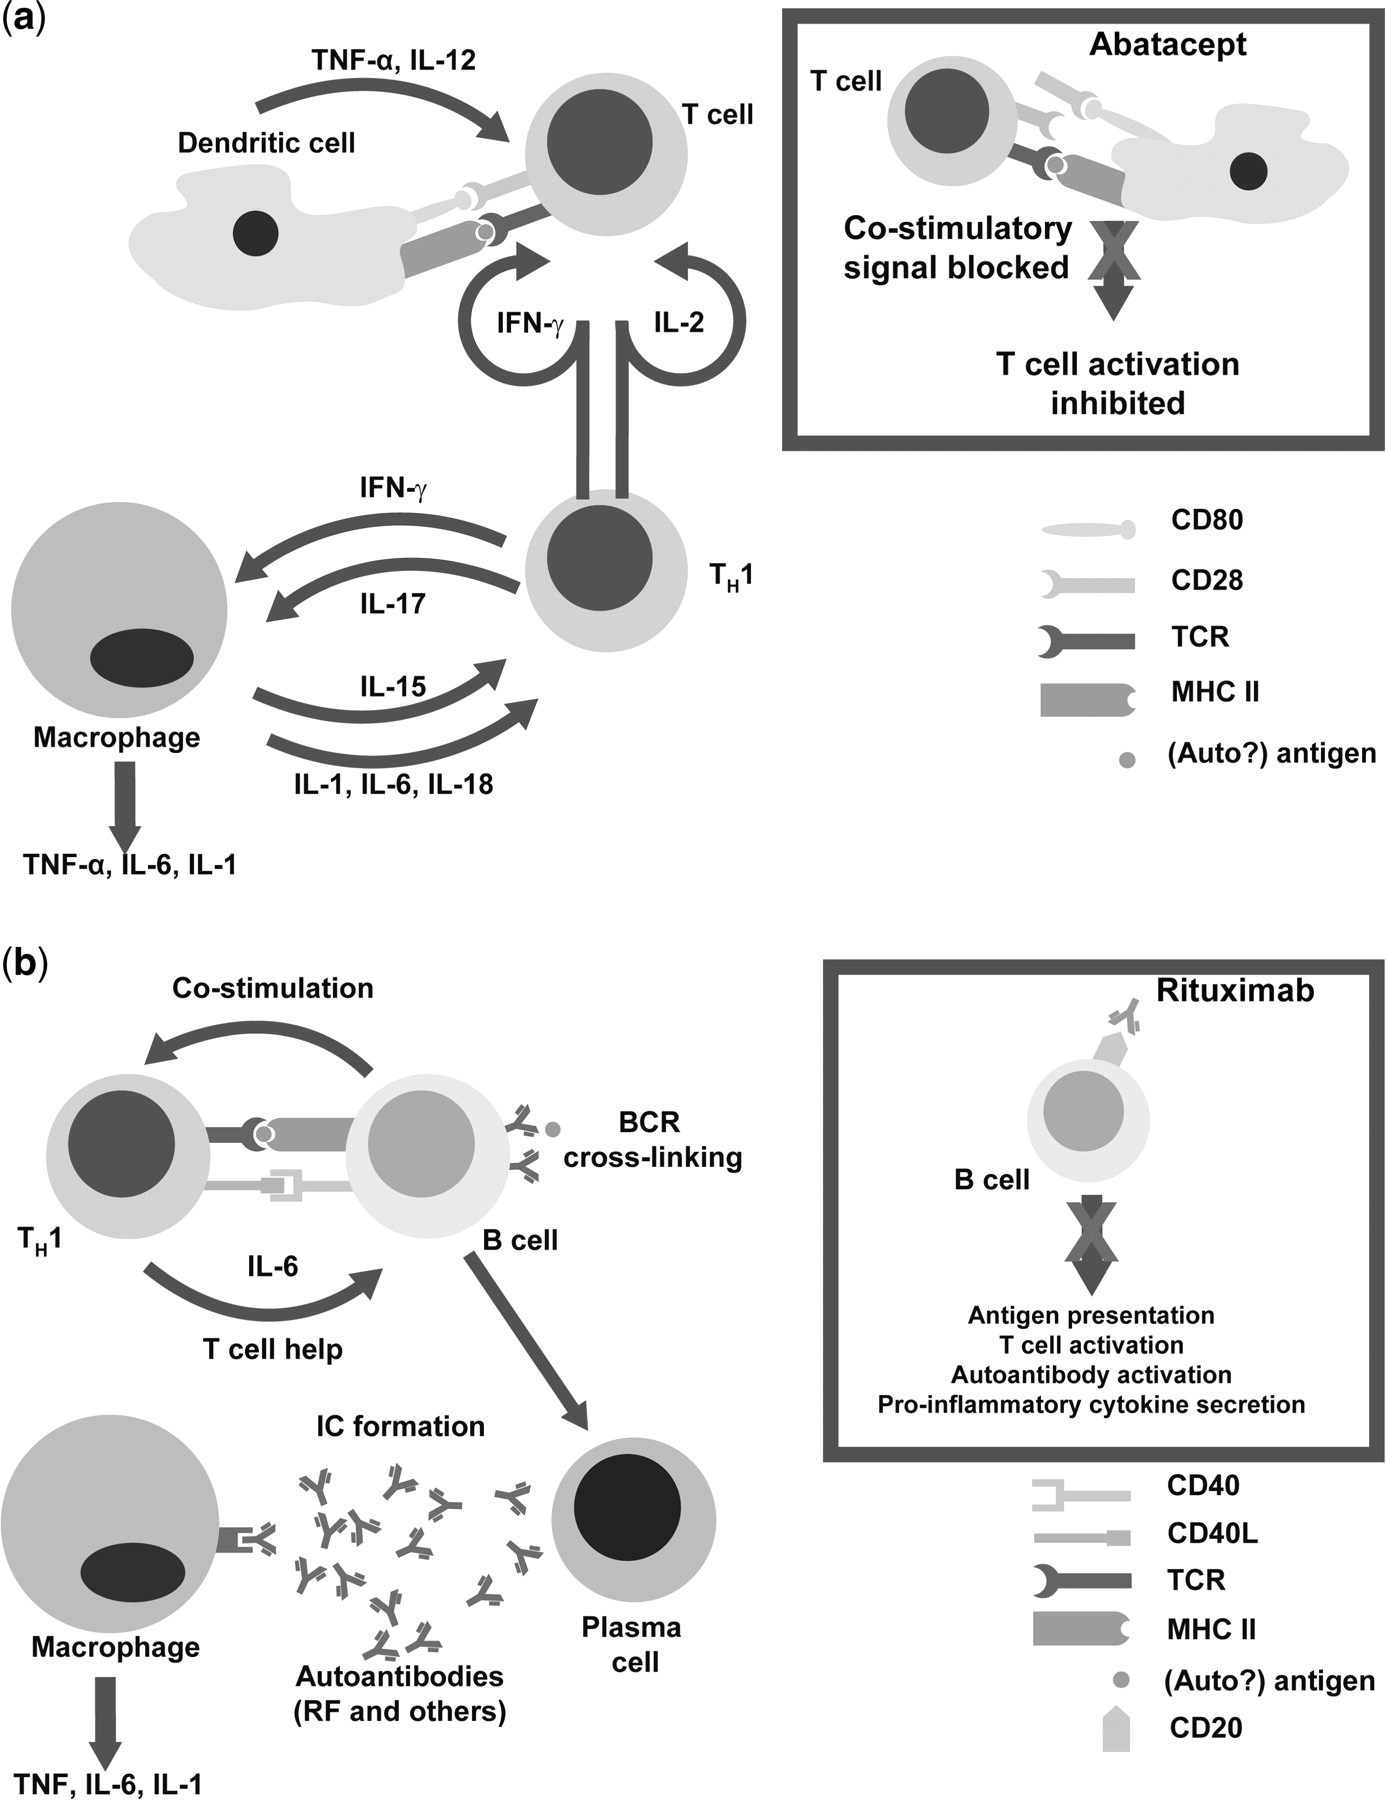 (a)
TNF-α, IL-12
T cell
Dendritic cell
IFN-γ
IL-2
IFN-γ
IL-17
T_H1
IL-15
Macrophage
IL-1, IL-6, IL-18
TNF-α, IL-6, IL-1
Abatacept
T cell
Co-stimulatory
signal blocked
T cell activation
inhibited
CD80
CD28
TCR
MHC II
(Auto?) antigen
(b)
Co-stimulation
BCR
cross-linking
T_H1
B cell
IL-6
T cell help
IC formation
Plasma
cell
Macrophage
Autoantibodies
(RF and others)
TNF, IL-6, IL-1
Rituximab
B cell
Antigen presentation
T cell activation
Autoantibody activation
Pro-inflammatory cytokine secretion
CD40
CD40L
TCR
MHC II
(Auto?) antigen
CD20